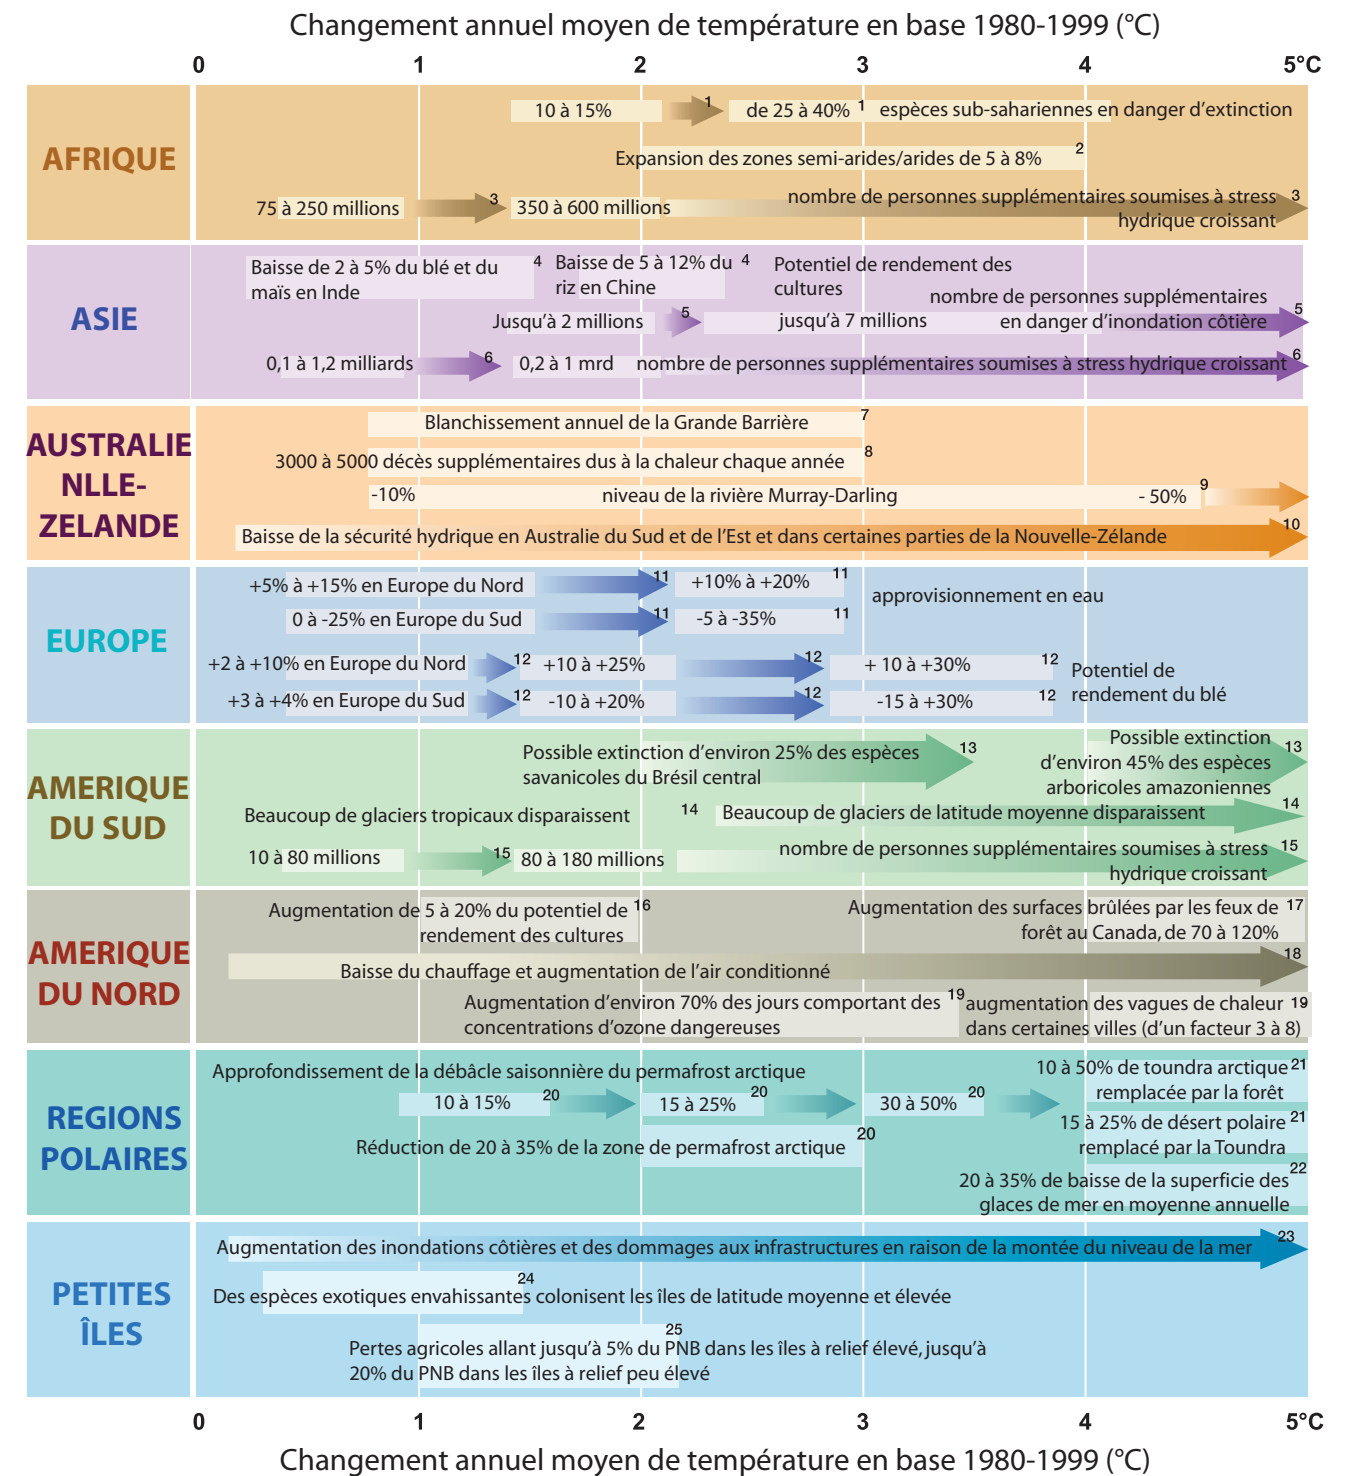 Changement annuel moyen de température en base 1980-1999 (°C)
0 1 2 3 4 5°C
AFRIQUE
10 à 15% 1 de 25 à 40% 1 espèces sub-sahariennes en danger d'extinction
Expansion des zones semi-arides/arides de 5 à 8% 2
75 à 250 millions 3 350 à 600 millions
nombre de personnes supplémentaires soumises à stress 3
hydrique croissant
ASIE
Baisse de 2 à 5% du blé et du 4
maïs en Inde
Baisse de 5 à 12% du 4
riz en Chine
Potentiel de rendement des
cultures
Jusqu'à 2 millions 5 jusqu'à 7 millions
nombre de personnes supplémentaires
en danger d'inondation côtière 5
0,1 à 1,2 milliards 6 0,2 à 1 mrd nombre de personnes supplémentaires soumises à stress hydrique croissant 6
AUSTRALIE
NLLE-
ZELANDE
Blanchissement annuel de la Grande Barrière 7
3000 à 5000 décès supplémentaires dus à la chaleur chaque année 8
-10% niveau de la rivière Murray-Darling - 50% 9
Baisse de la sécurité hydrique en Australie du Sud et de l'Est et dans certaines parties de la Nouvelle-Zélande 10
EUROPE
+5% à +15% en Europe du Nord 11 +10% à +20% 11
0 à -25% en Europe du Sud 11 -5 à -35% 11
approvisionnement en eau
+2 à +10% en Europe du Nord 12 +10 à +25% 12 + 10 à +30% 12
+3 à +4% en Europe du Sud 12 -10 à +20% 12 -15 à +30% 12
Potentiel de
rendement du blé
AMERIQUE
DU SUD
Possible extinction d'environ 25% des espèces 13
savanicoles du Brésil central
Possible extinction 13
d'environ 45% des espèces
arboricoles amazoniennes
Beaucoup de glaciers tropicaux disparaissent 14 Beaucoup de glaciers de latitude moyenne disparaissent 14
10 à 80 millions 15 80 à 180 millions
nombre de personnes supplémentaires soumises à stress 15
hydrique croissant
AMERIQUE
DU NORD
Augmentation de 5 à 20% du potentiel de 16
rendement des cultures
Augmentation des surfaces brûlées par les feux de 17
forêt au Canada, de 70 à 120%
Baisse du chauffage et augmentation de l'air conditionné 18
Augmentation d'environ 70% des jours comportant des 19
concentrations d'ozone dangereuses
augmentation des vagues de chaleur 19
dans certaines villes (d'un facteur 3 à 8)
REGIONS
POLAIRES
Approfondissement de la débâcle saisonnière du permafrost arctique
10 à 15% 20 15 à 25% 20 30 à 50% 20
10 à 50% de toundra arctique 21
remplacée par la forêt
Réduction de 20 à 35% de la zone de permafrost arctique 20
15 à 25% de désert polaire 21
remplacé par la Toundra
20 à 35% de baisse de la superficie des 22
glaces de mer en moyenne annuelle
PETITES
ÎLES
Augmentation des inondations côtières et des dommages aux infrastructures en raison de la montée du niveau de la mer 23
Des espèces exotiques envahissantes colonisent les îles de latitude moyenne et élevée 24
Pertes agricoles allant jusqu'à 5% du PNB dans les îles à relief élevé, jusqu'à 25
20% du PNB dans les îles à relief peu élevé
0 1 2 3 4 5°C
Changement annuel moyen de température en base 1980-1999 (°C)